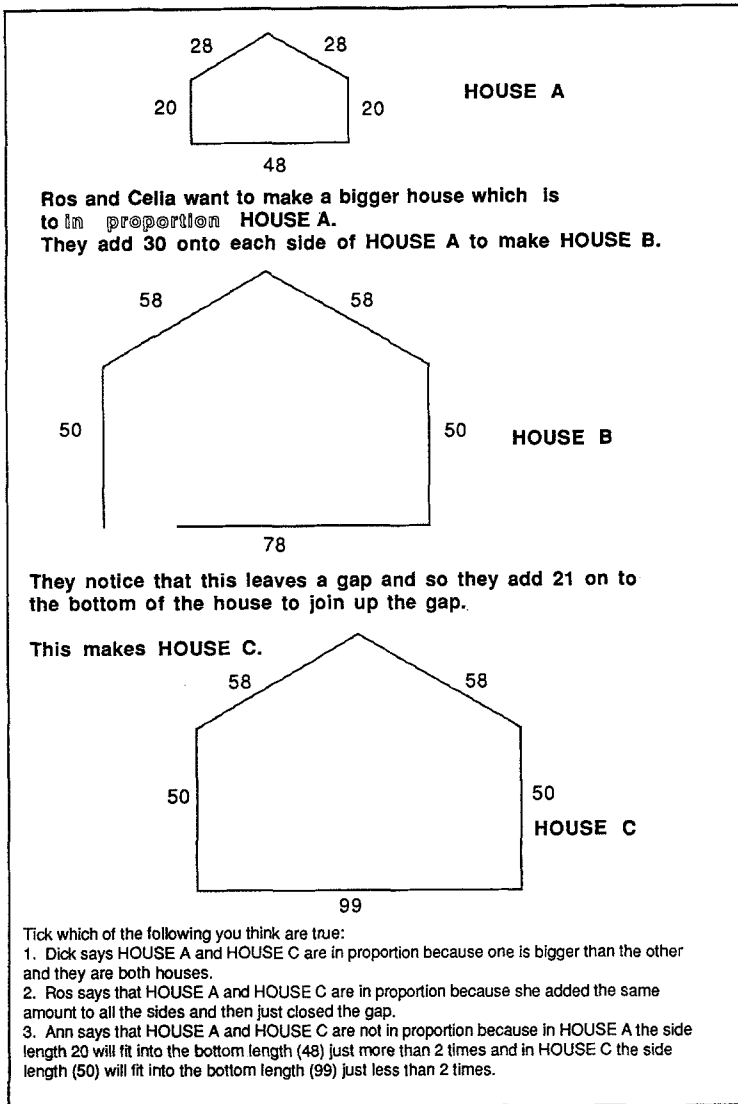 28 28
20 20
HOUSE A
48
Ros and Celia want to make a bigger house which is
to in proportion HOUSE A.
They add 30 onto each side of HOUSE A to make HOUSE B.
58 58
50 50
HOUSE B
78
They notice that this leaves a gap and so they add 21 on to
the bottom of the house to join up the gap.
This makes HOUSE C.
58 58
50 50
HOUSE C
99
Tick which of the following you think are true:
1. Dick says HOUSE A and HOUSE C are in proportion because one is bigger than the other
and they are both houses.
2. Ros says that HOUSE A and HOUSE C are in proportion because she added the same
amount to all the sides and then just closed the gap.
3. Ann says that HOUSE A and HOUSE C are not in proportion because in HOUSE A the side
length 20 will fit into the bottom length (48) just more than 2 times and in HOUSE C the side
length (50) will fit into the bottom length (99) just less than 2 times.